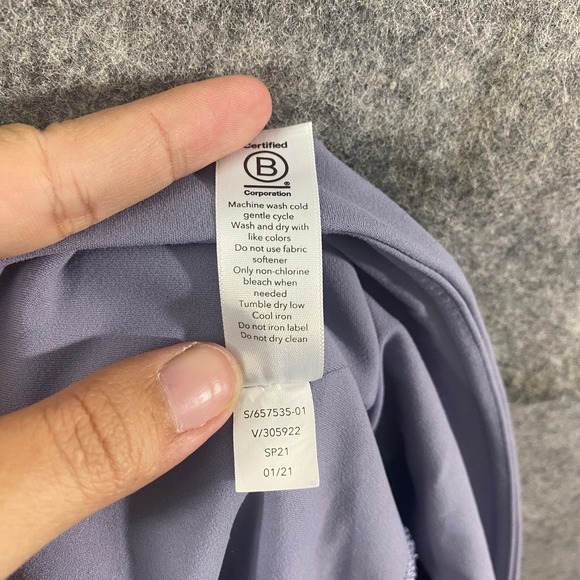 Certified
B
®
Corporation
Machine wash cold
gentle cycle
Wash and dry with
like colors
Do not use fabric
softener
Only non-chlorine
bleach when
needed
Tumble dry low
Cool iron
Do not iron label
Do not dry clean
S/657535-01
V/305922
SP21
01/21